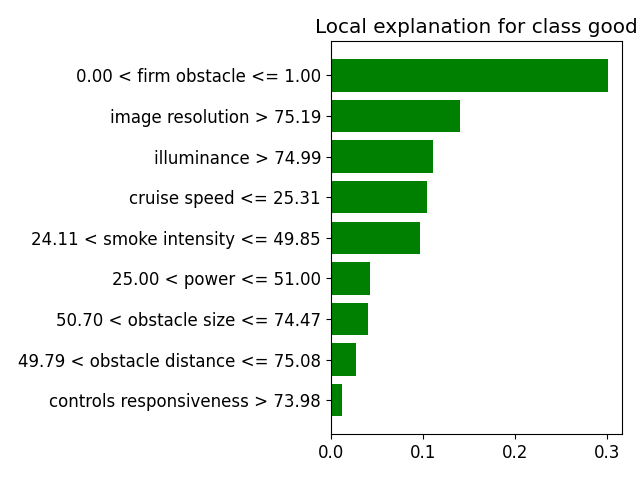 Local explanation for class good
0.00 < firm obstacle <= 1.00
image resolution > 75.19
illuminance > 74.99
cruise speed <= 25.31
24.11 < smoke intensity <= 49.85
25.00 < power <= 51.00
50.70 < obstacle size <= 74.47
49.79 < obstacle distance <= 75.08
controls responsiveness > 73.98
0.0 0.1 0.2 0.3